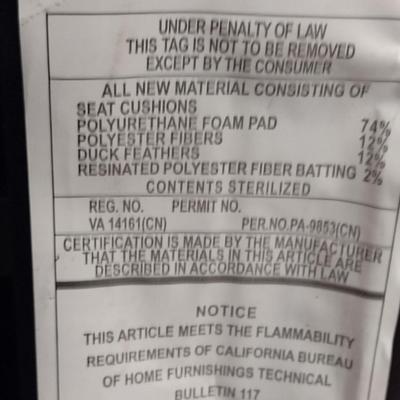 UNDER PENALTY OF LAW
THIS TAG IS NOT TO BE REMOVED
EXCEPT BY THE CONSUMER
ALL NEW MATERIAL CONSISTING OF
SEAT CUSHIONS
POLYURETHANE FOAM PAD 74%
POLYESTER FIBERS 12%
DUCK FEATHERS 12%
RESINATED POLYESTER FIBER BATTING 2%
CONTENTS STERILIZED
REG. NO. PERMIT NO.
VA 14161(CN) PER.NO.PA-9853(CN)
CERTIFICATION IS MADE BY THE MANUFACTURER
THAT THE MATERIALS IN THIS ARTICLE ARE
DESCRIBED IN ACCORDANCE WITH LAW
NOTICE
THIS ARTICLE MEETS THE FLAMMABILITY
REQUIREMENTS OF CALIFORNIA BUREAU
OF HOME FURNISHINGS TECHNICAL
BULLETIN 117